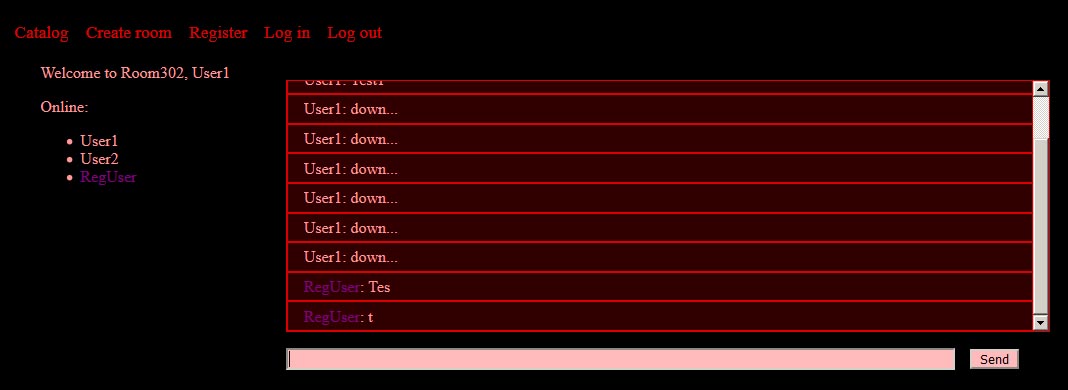 Catalog Create room Register Log in Log out
Welcome to Room302, User1
Online:
User1
User2
RegUser
User1: Test1
User1: down...
User1: down...
User1: down...
User1: down...
User1: down...
User1: down...
RegUser: Tes
RegUser: t
Send